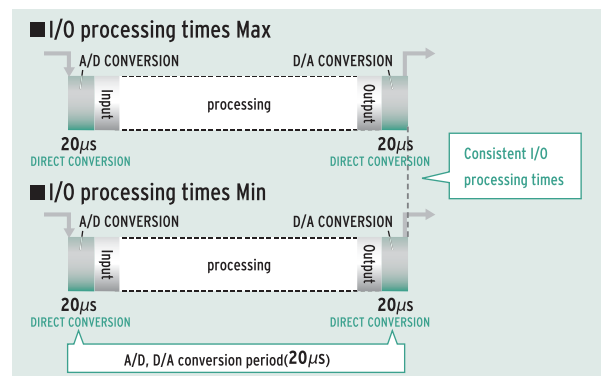 ■I/O processing times Max
A/D CONVERSION
D/A CONVERSION
Input
processing
Output
20μs
DIRECT CONVERSION
20μs
DIRECT CONVERSION
Consistent I/O
processing times
■I/O processing times Min
A/D CONVERSION
D/A CONVERSION
Input
processing
Output
20μs
DIRECT CONVERSION
20μs
DIRECT CONVERSION
A/D, D/A conversion period(20μs)